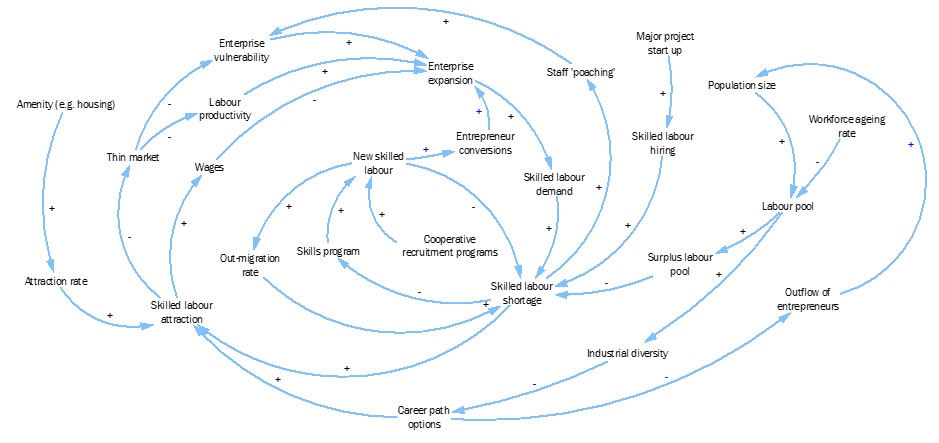 +
Enterprise
vulnerability
+
Major project
start up
Enterprise
expansion
+
Staff 'poaching'
Population size
Amenity (e.g. housing)
-
Labour
productivity
-
+
+
+
Workforce ageing
rate
-
Thin market
Wages
Entrepreneur
conversions
Skilled labour
hiring
+
+
New skilled
labour
+
-
Skilled labour
demand
+
+
+
+
+
-
Labour pool
+
-
+
+
+
+
Out-migration
rate
Skills program
Cooperative
recruitment programs
Surplus labour
pool
Attraction rate
-
Skilled labour
shortage
-
+
+
+
Skilled labour
attraction
Outflow of
entrepreneurs
Industrial diversity
+
+
-
-
Career path
options